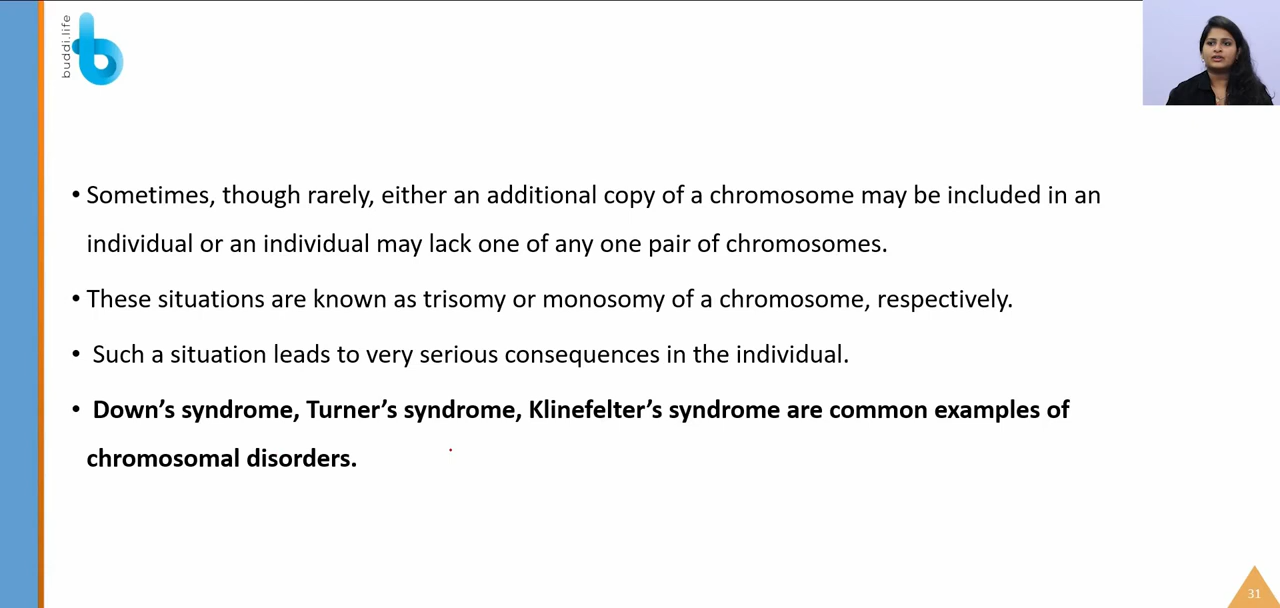 buddi.life
• Sometimes, though rarely, either an additional copy of a chromosome may be included in an
individual or an individual may lack one of any one pair of chromosomes.
• These situations are known as trisomy or monosomy of a chromosome, respectively.
• Such a situation leads to very serious consequences in the individual.
• Down’s syndrome, Turner’s syndrome, Klinefelter’s syndrome are common examples of
chromosomal disorders.
31